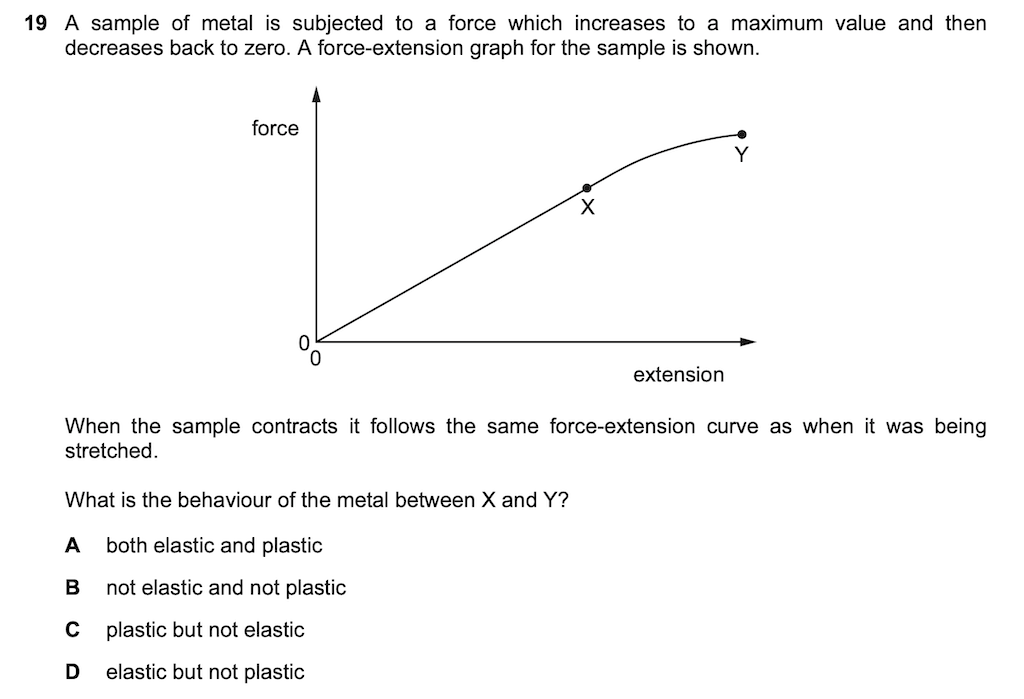 19 A sample of metal is subjected to a force which increases to a maximum value and then
decreases back to zero. A force-extension graph for the sample is shown.
force
Y
X
0
0
extension
When the sample contracts it follows the same force-extension curve as when it was being
stretched.
What is the behaviour of the metal between X and Y?
A both elastic and plastic
B not elastic and not plastic
C plastic but not elastic
D elastic but not plastic